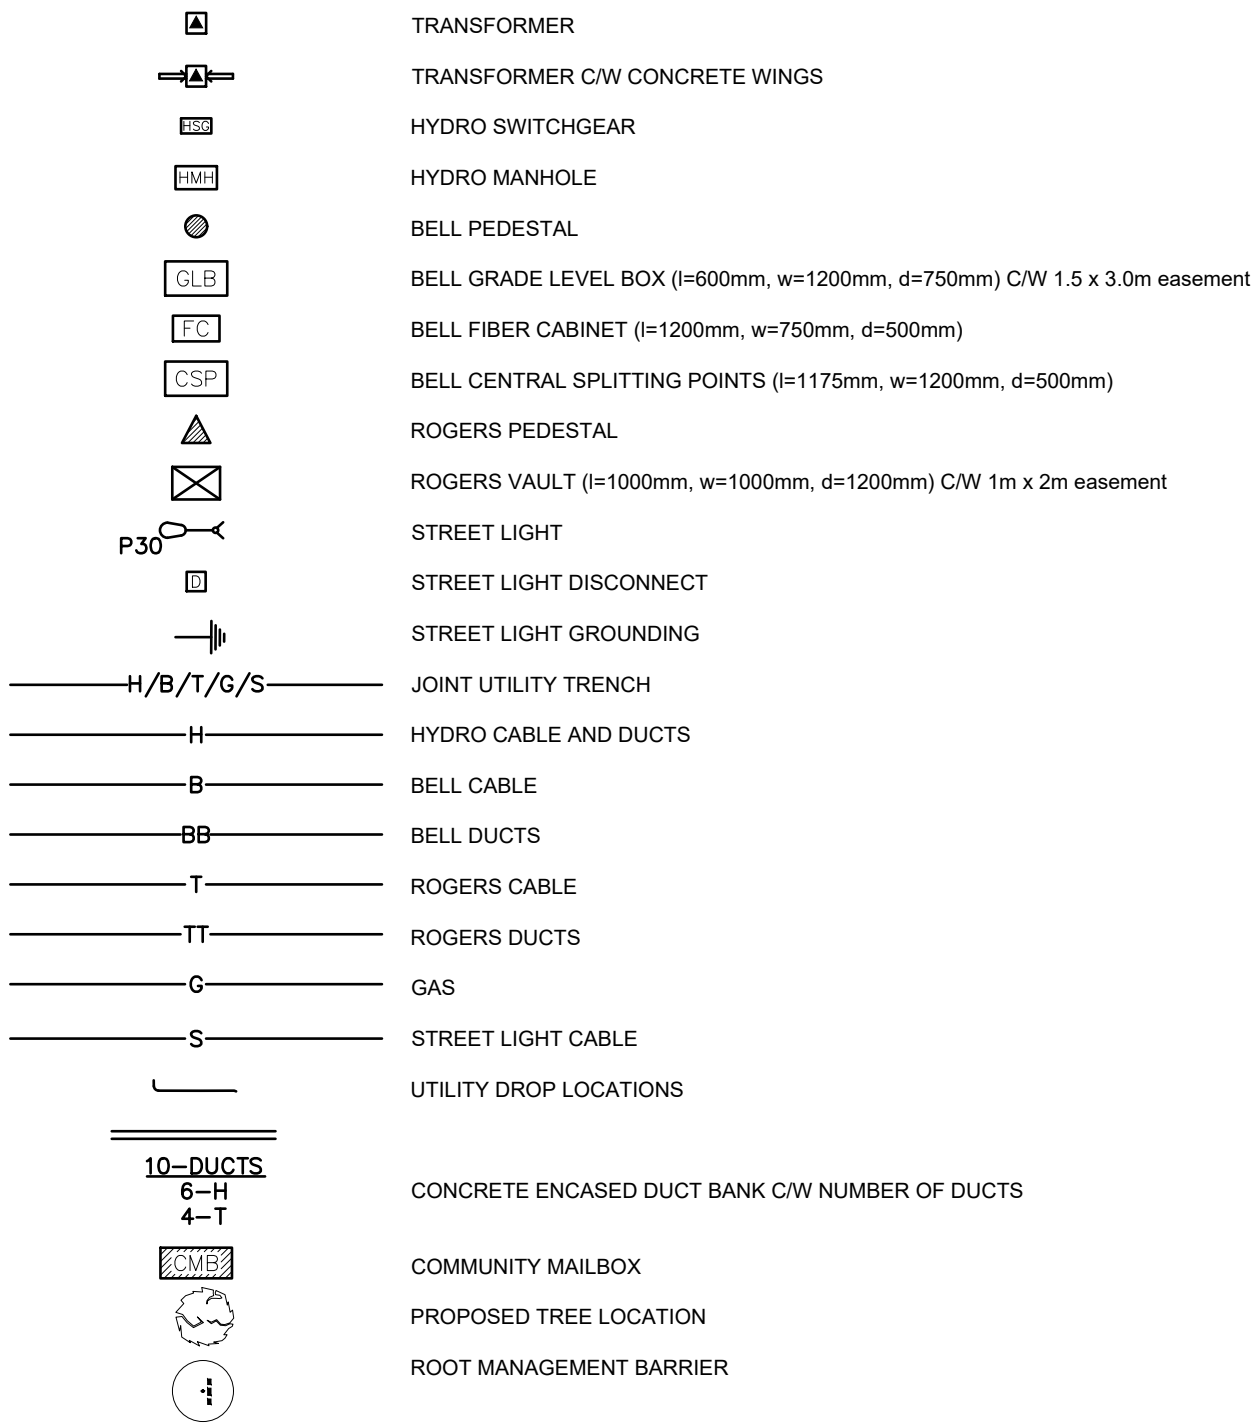 TRANSFORMER
TRANSFORMER C/W CONCRETE WINGS
HSG HYDRO SWITCHGEAR
HMH HYDRO MANHOLE
BELL PEDESTAL
GLB BELL GRADE LEVEL BOX (l=600mm, w=1200mm, d=750mm) C/W 1.5 x 3.0m easement
FC BELL FIBER CABINET (l=1200mm, w=750mm, d=500mm)
CSP BELL CENTRAL SPLITTING POINTS (l=1175mm, w=1200mm, d=500mm)
ROGERS PEDESTAL
ROGERS VAULT (l=1000mm, w=1000mm, d=1200mm) C/W 1m x 2m easement
P30 STREET LIGHT
D STREET LIGHT DISCONNECT
STREET LIGHT GROUNDING
H/B/T/G/S JOINT UTILITY TRENCH
H HYDRO CABLE AND DUCTS
B BELL CABLE
BB BELL DUCTS
T ROGERS CABLE
TT ROGERS DUCTS
G GAS
S STREET LIGHT CABLE
UTILITY DROP LOCATIONS
10-DUCTS
6-H CONCRETE ENCASED DUCT BANK C/W NUMBER OF DUCTS
4-T
CMB COMMUNITY MAILBOX
PROPOSED TREE LOCATION
ROOT MANAGEMENT BARRIER